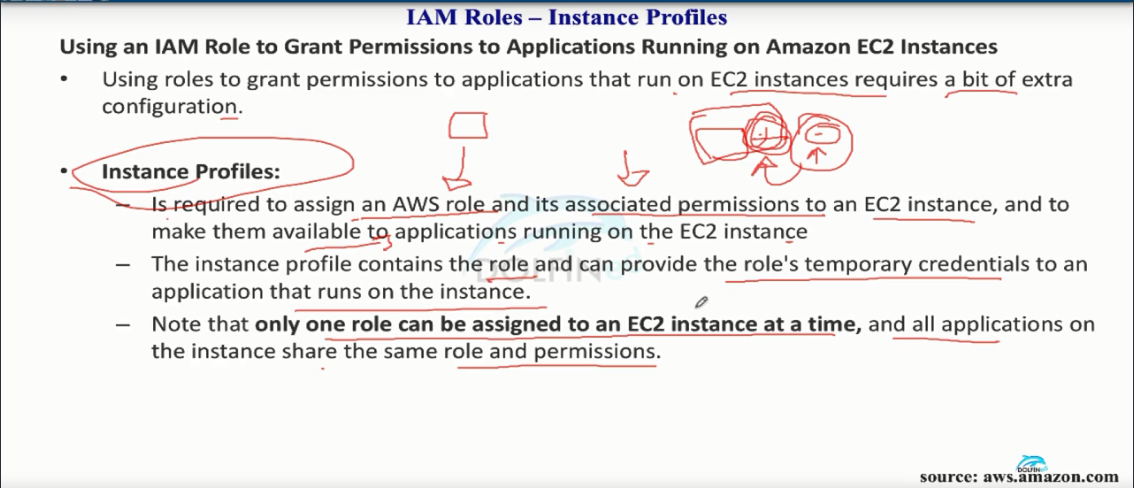 IAM Roles – Instance Profiles
Using an IAM Role to Grant Permissions to Applications Running on Amazon EC2 Instances
• Using roles to grant permissions to applications that run on EC2 instances requires a bit of extra
configuration.
• Instance Profiles:
– Is required to assign an AWS role and its associated permissions to an EC2 instance, and to
make them available to applications running on the EC2 instance
– The instance profile contains the role and can provide the role's temporary credentials to an
application that runs on the instance.
– Note that only one role can be assigned to an EC2 instance at a time, and all applications on
the instance share the same role and permissions.
DOLFIN
source: aws.amazon.com